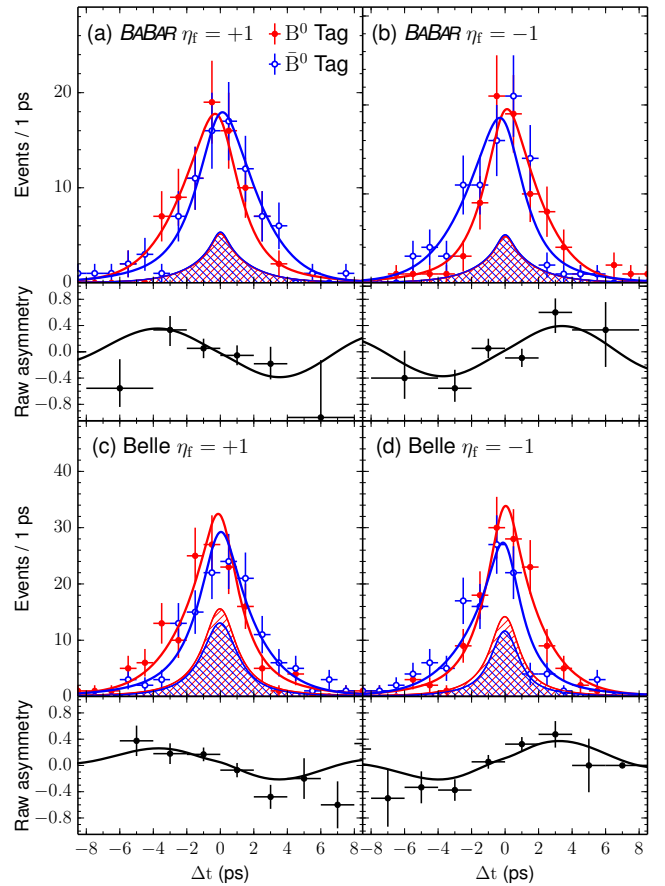 (a) BABAR ηf = +1
B⁰ Tag
B̄⁰ Tag
(b) BABAR ηf = −1
Events / 1 ps
20
10
0
Raw asymmetry
0.8
0.4
0.0
−0.4
−0.8
(c) Belle ηf = +1
(d) Belle ηf = −1
Events / 1 ps
40
30
20
10
0
Raw asymmetry
0.8
0.4
0.0
−0.4
−0.8
−8 −6 −4 −2 0 2 4 6 8 −8 −6 −4 −2 0 2 4 6 8
Δt (ps) Δt (ps)